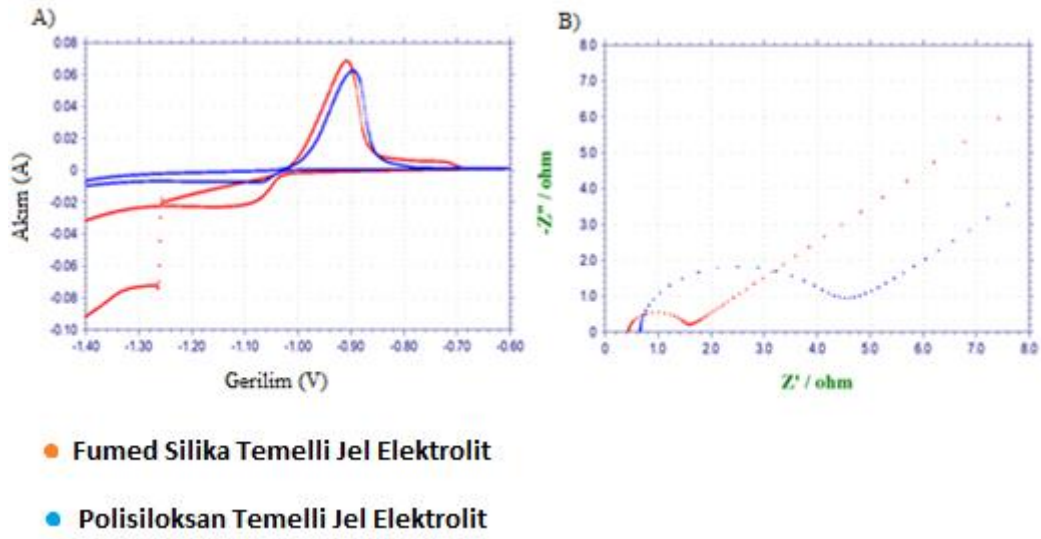 A)
0.08
0.06
0.04
0.02
0
-0.02
-0.04
-0.06
-0.08
-0.10
-1.40 -1.20 -1.10 -1.00 -0.90 -0.80 -0.70 -0.60
Akım (A)
Gerilim (V)
B)
8.0
7.0
6.0
5.0
4.0
3.0
2.0
1.0
0
0 1.0 2.0 3.0 4.0 5.0 6.0 7.0 8.0
-Z'' / ohm
Z' / ohm
Fumed Silika Temelli Jel Elektrolit
Polisiloksan Temelli Jel Elektrolit